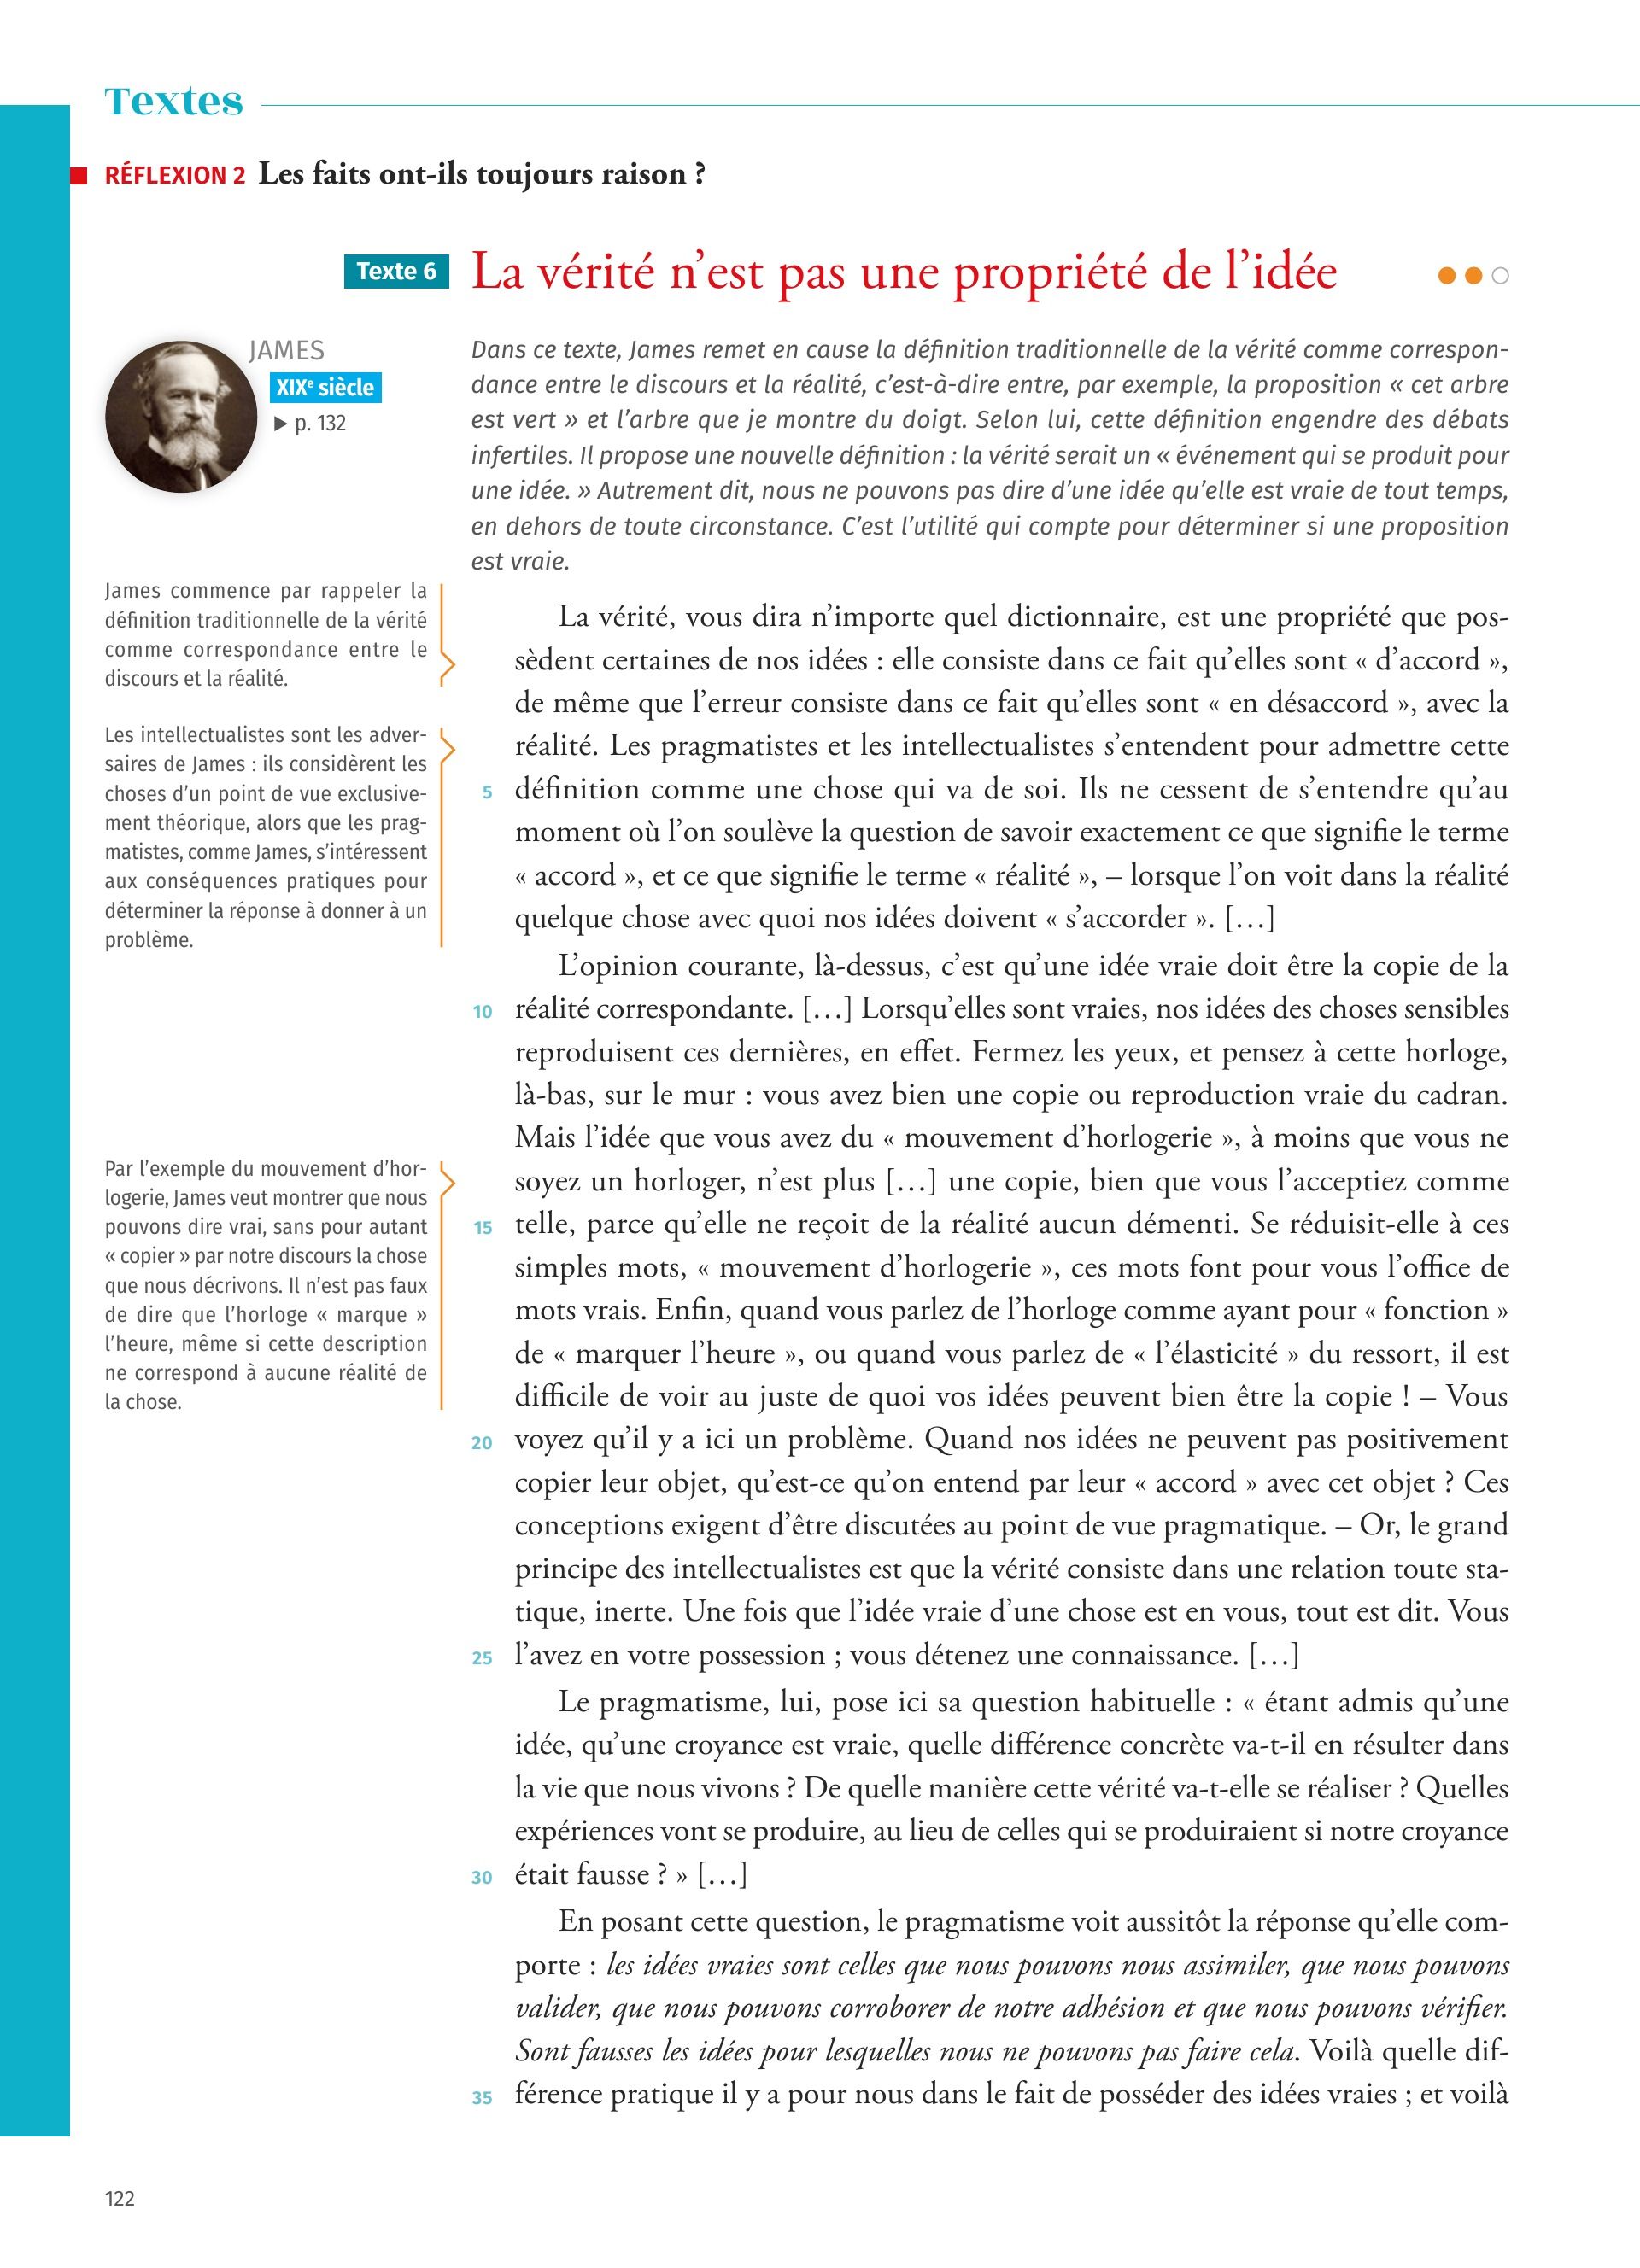 Textes
RÉFLEXION 2 Les faits ont-ils toujours raison ?
Texte 6 La vérité n’est pas une propriété de l’idée
JAMES
XIXe siècle
▶ p. 132
Dans ce texte, James remet en cause la définition traditionnelle de la vérité comme correspon-
dance entre le discours et la réalité, c’est-à-dire entre, par exemple, la proposition « cet arbre
est vert » et l’arbre que je montre du doigt. Selon lui, cette définition engendre des débats
infertiles. Il propose une nouvelle définition : la vérité serait un « événement qui se produit pour
une idée. » Autrement dit, nous ne pouvons pas dire d’une idée qu’elle est vraie de tout temps,
en dehors de toute circonstance. C’est l’utilité qui compte pour déterminer si une proposition
est vraie.
James commence par rappeler la
définition traditionnelle de la vérité
comme correspondance entre le
discours et la réalité.
Les intellectualistes sont les adver-
saires de James : ils considèrent les
choses d’un point de vue exclusive-
ment théorique, alors que les prag-
matistes, comme James, s’intéressent
aux conséquences pratiques pour
déterminer la réponse à donner à un
problème.
Par l’exemple du mouvement d’hor-
logerie, James veut montrer que nous
pouvons dire vrai, sans pour autant
« copier » par notre discours la chose
que nous décrivons. Il n’est pas faux
de dire que l’horloge « marque »
l’heure, même si cette description
ne correspond à aucune réalité de
la chose.
La vérité, vous dira n’importe quel dictionnaire, est une propriété que pos-
sèdent certaines de nos idées : elle consiste dans ce fait qu’elles sont « d’accord »,
de même que l’erreur consiste dans ce fait qu’elles sont « en désaccord », avec la
réalité. Les pragmatistes et les intellectualistes s’entendent pour admettre cette
5 définition comme une chose qui va de soi. Ils ne cessent de s’entendre qu’au
moment où l’on soulève la question de savoir exactement ce que signifie le terme
« accord », et ce que signifie le terme « réalité », – lorsque l’on voit dans la réalité
quelque chose avec quoi nos idées doivent « s’accorder ». […]
L’opinion courante, là-dessus, c’est qu’une idée vraie doit être la copie de la
10 réalité correspondante. […] Lorsqu’elles sont vraies, nos idées des choses sensibles
reproduisent ces dernières, en effet. Fermez les yeux, et pensez à cette horloge,
là-bas, sur le mur : vous avez bien une copie ou reproduction vraie du cadran.
Mais l’idée que vous avez du « mouvement d’horlogerie », à moins que vous ne
soyez un horloger, n’est plus […] une copie, bien que vous l’acceptiez comme
15 telle, parce qu’elle ne reçoit de la réalité aucun démenti. Se réduisit-elle à ces
simples mots, « mouvement d’horlogerie », ces mots font pour vous l’office de
mots vrais. Enfin, quand vous parlez de l’horloge comme ayant pour « fonction »
de « marquer l’heure », ou quand vous parlez de « l’élasticité » du ressort, il est
difficile de voir au juste de quoi vos idées peuvent bien être la copie ! – Vous
20 voyez qu’il y a ici un problème. Quand nos idées ne peuvent pas positivement
copier leur objet, qu’est-ce qu’on entend par leur « accord » avec cet objet ? Ces
conceptions exigent d’être discutées au point de vue pragmatique. – Or, le grand
principe des intellectualistes est que la vérité consiste dans une relation toute sta-
tique, inerte. Une fois que l’idée vraie d’une chose est en vous, tout est dit. Vous
25 l’avez en votre possession ; vous détenez une connaissance. […]
Le pragmatisme, lui, pose ici sa question habituelle : « étant admis qu’une
idée, qu’une croyance est vraie, quelle différence concrète va-t-il en résulter dans
la vie que nous vivons ? De quelle manière cette vérité va-t-elle se réaliser ? Quelles
expériences vont se produire, au lieu de celles qui se produiraient si notre croyance
30 était fausse ? » […]
En posant cette question, le pragmatisme voit aussitôt la réponse qu’elle com-
porte : les idées vraies sont celles que nous pouvons nous assimiler, que nous pouvons
valider, que nous pouvons corroborer de notre adhésion et que nous pouvons vérifier.
Sont fausses les idées pour lesquelles nous ne pouvons pas faire cela. Voilà quelle dif-
35 férence pratique il y a pour nous dans le fait de posséder des idées vraies ; et voilà
122